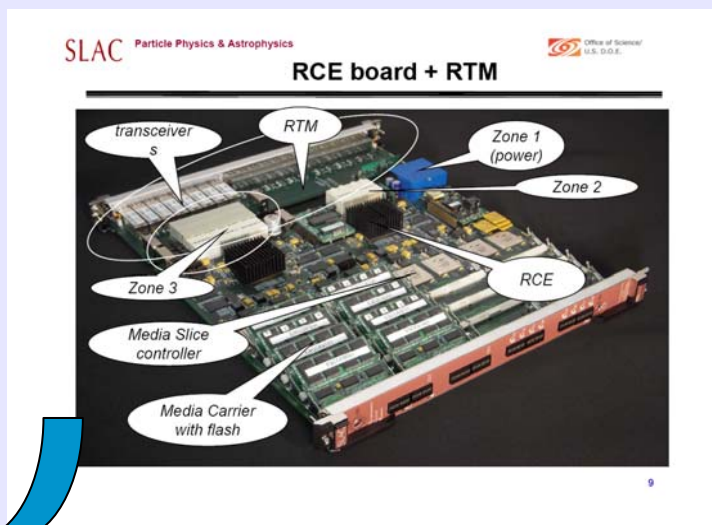 SLAC Particle Physics & Astrophysics
Office of Science/
U.S. D.O.E.
RCE board + RTM
transceiver
s
RTM
Zone 1
(power)
Zone 2
Zone 3
RCE
Media Slice
controller
Media Carrier
with flash
9